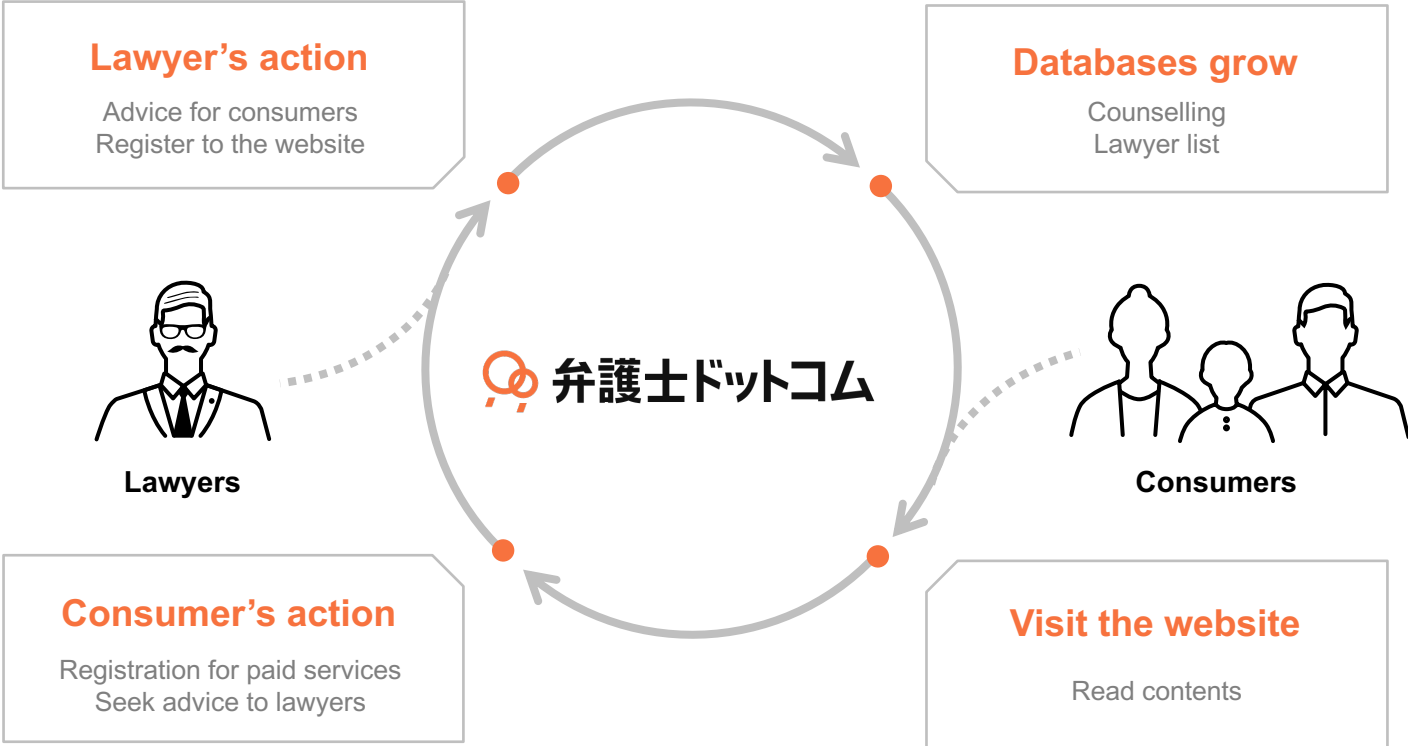 Lawyer’s action
Advice for consumers
Register to the website
Databases grow
Counselling
Lawyer list
弁護士ドットコム
Lawyers
Consumers
Consumer’s action
Registration for paid services
Seek advice to lawyers
Visit the website
Read contents